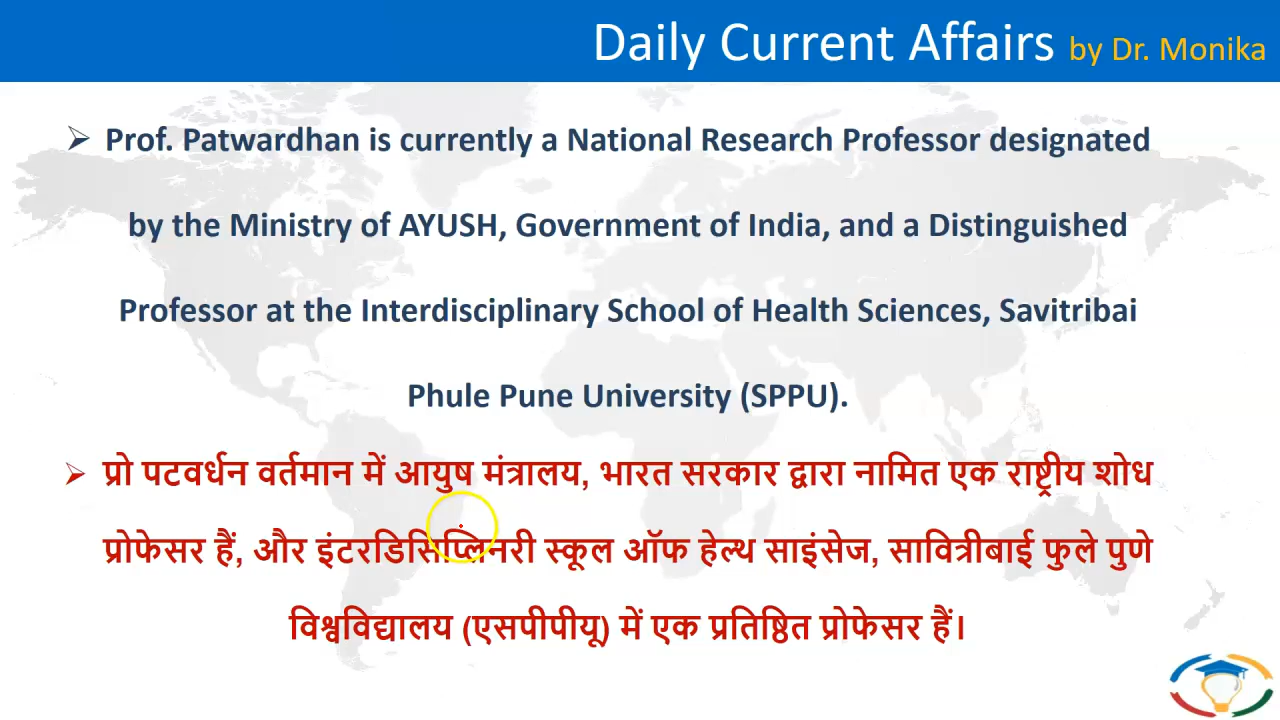 Daily Current Affairs by Dr. Monika
➢ Prof. Patwardhan is currently a National Research Professor designated
by the Ministry of AYUSH, Government of India, and a Distinguished
Professor at the Interdisciplinary School of Health Sciences, Savitribai
Phule Pune University (SPPU).
➢ प्रो पटवर्धन वर्तमान में आयुष मंत्रालय, भारत सरकार द्वारा नामित एक राष्ट्रीय शोध
प्रोफेसर हैं, और इंटरडिसिप्लिनरी स्कूल ऑफ हेल्थ साइंसेज, सावित्रीबाई फुले पुणे
विश्वविद्यालय (एसपीपीयू) में एक प्रतिष्ठित प्रोफेसर हैं।